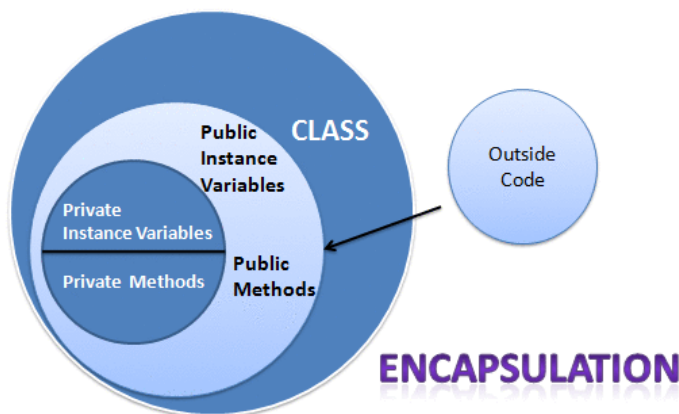 CLASS
Public
Instance
Variables
Private
Instance Variables
Private Methods
Public
Methods
Outside
Code
ENCAPSULATION